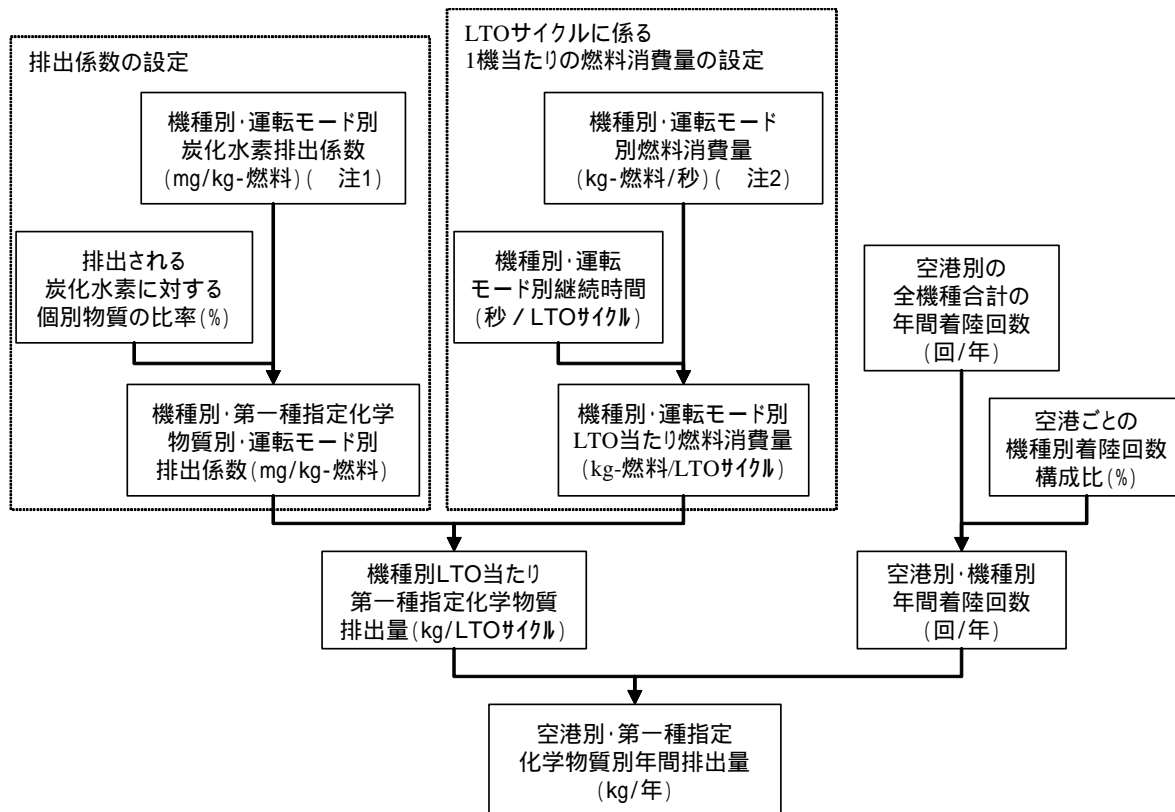 排出係数の設定
LTOサイクルに係る
1機当たりの燃料消費量の設定
機種別･運転モード別
炭化水素排出係数
(mg/kg-燃料)( 注1)
機種別･運転モード
別燃料消費量
(kg-燃料/秒)( 注2)
排出される
炭化水素に対する
個別物質の比率(%)
機種別･運転
モード別継続時間
(秒／LTOｻｲｸﾙ)
空港別の
全機種合計の
年間着陸回数
(回/年)
機種別･第一種指定化学
物質別･運転モード別
排出係数(mg/kg-燃料)
機種別･運転モード別
LTO当たり燃料消費量
(kg-燃料/LTOｻｲｸﾙ)
空港ごとの
機種別着陸回数
構成比(%)
機種別LTO当たり
第一種指定化学物質
排出量(kg/LTOｻｲｸﾙ)
空港別･機種別
年間着陸回数
(回/年)
空港別･第一種指定
化学物質別年間排出量
(kg/年)